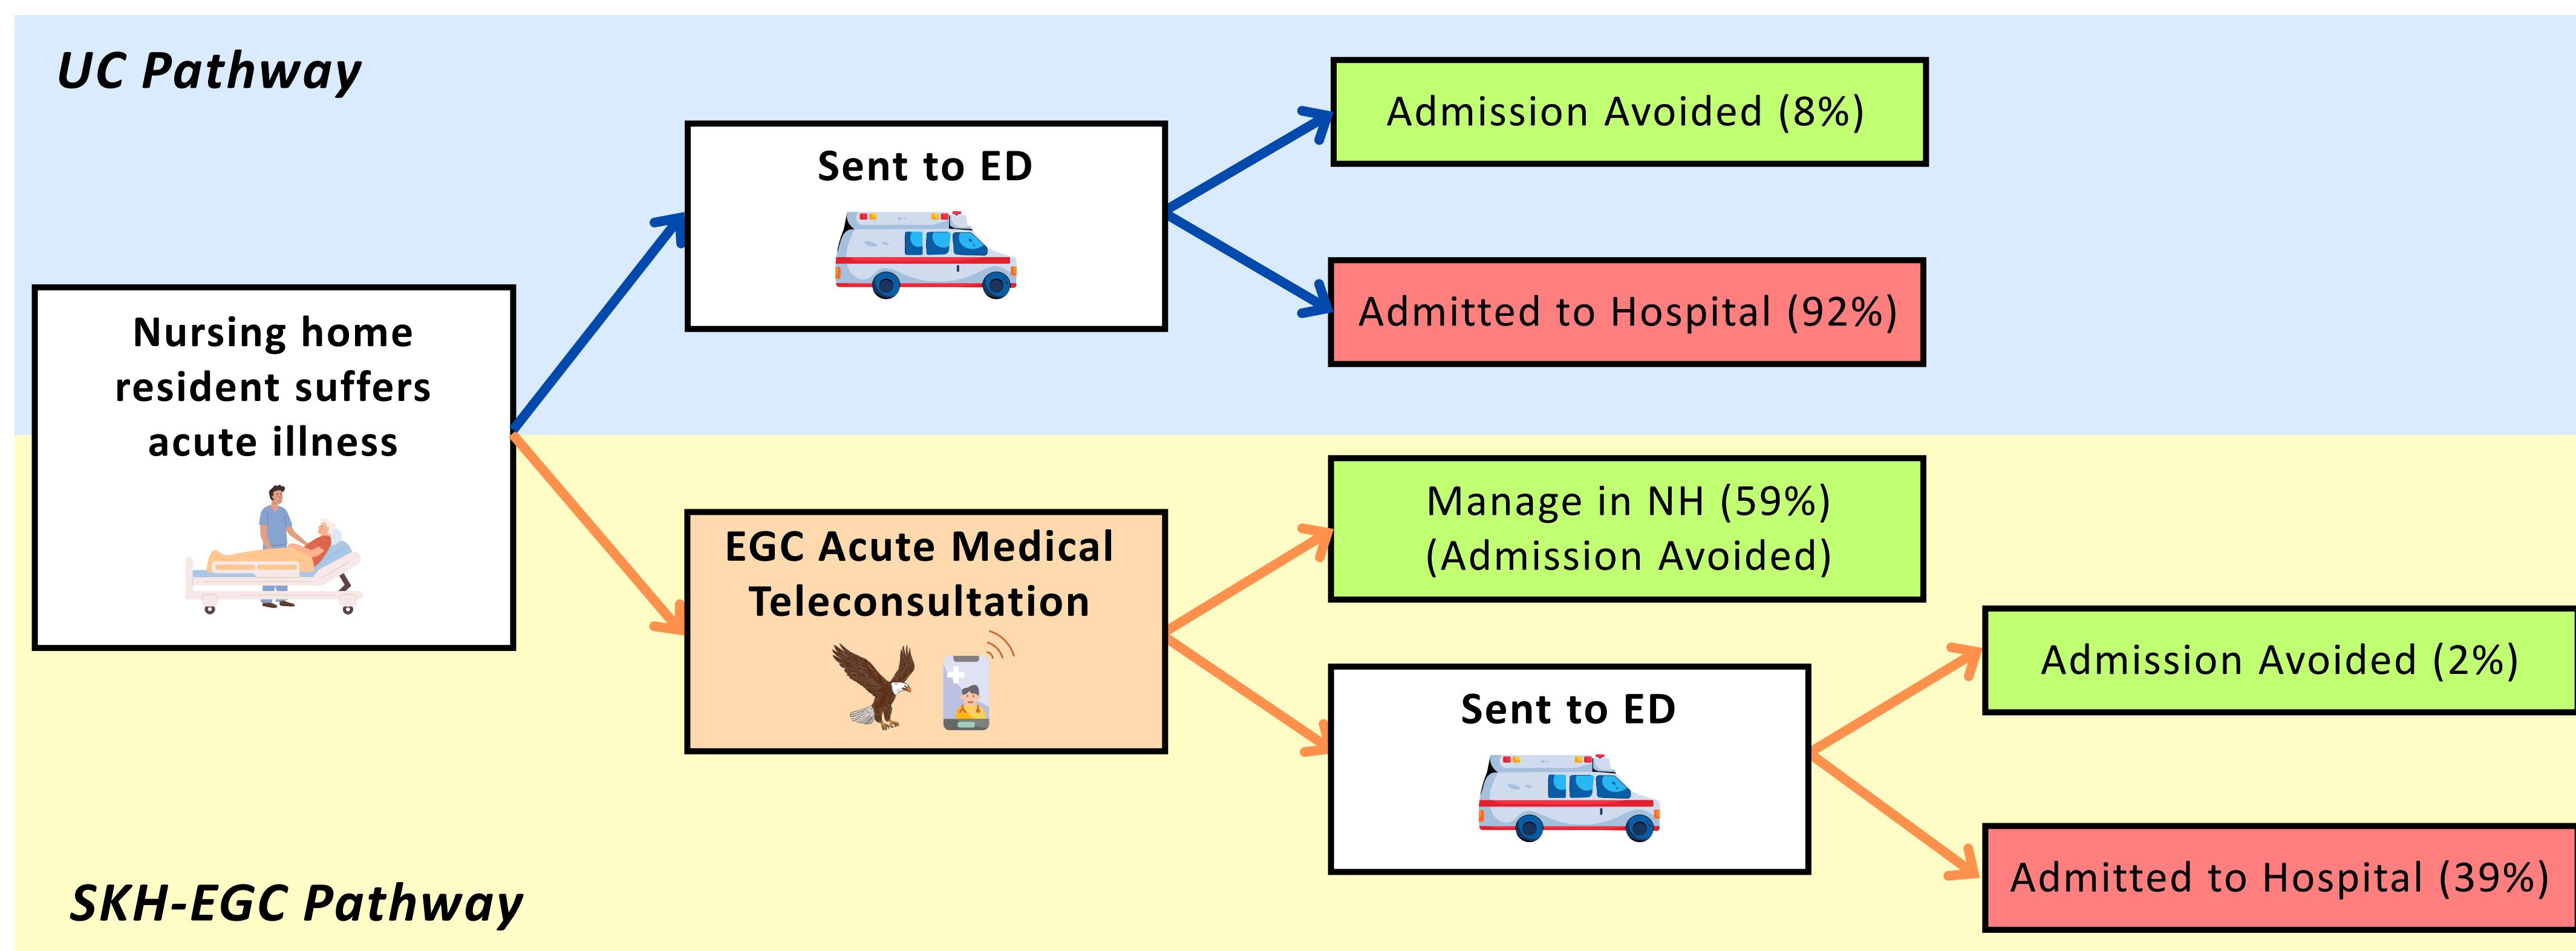 UC Pathway
Sent to ED
Admission Avoided (8%)
Admitted to Hospital (92%)
Nursing home
resident suffers
acute illness
EGC Acute Medical
Teleconsultation
Manage in NH (59%)
(Admission Avoided)
Sent to ED
Admission Avoided (2%)
Admitted to Hospital (39%)
SKH-EGC Pathway